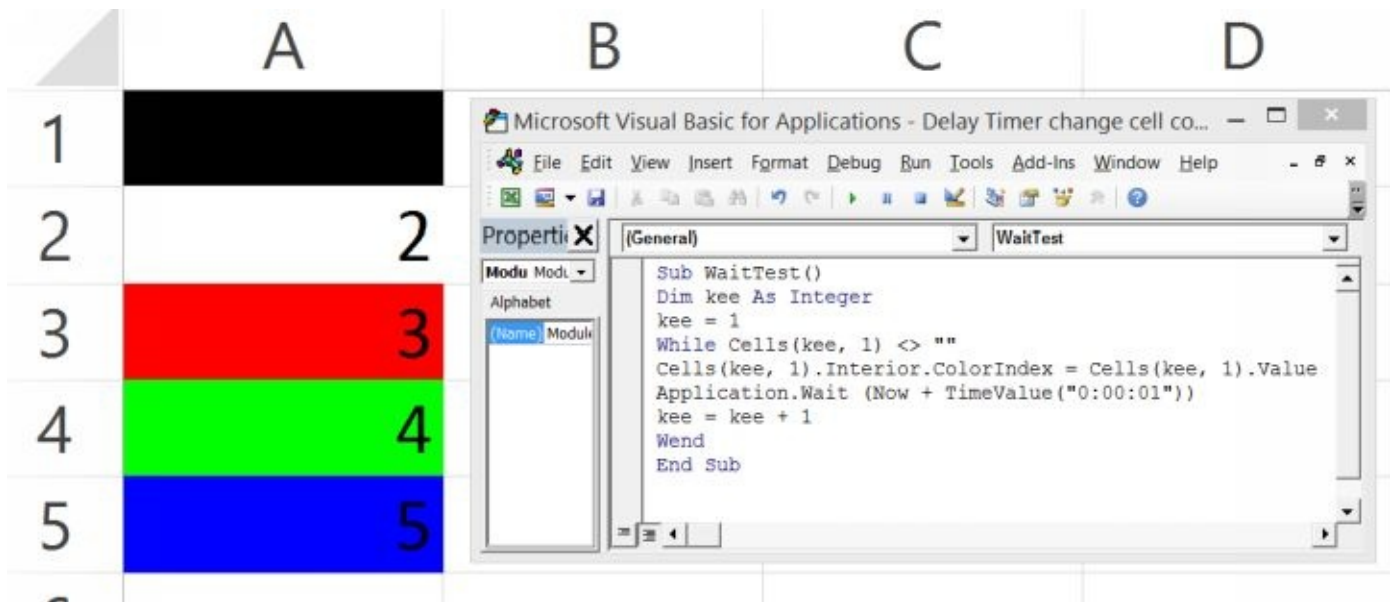 A B C D
1
2 2
3 3
4 4
5 5
Microsoft Visual Basic for Applications - Delay Timer change cell co...
File Edit View Insert Format Debug Run Tools Add-Ins Window Help
Properti
(General) WaitTest
Modu Modu
Alphabet
(Name) Module
Sub WaitTest()
Dim kee As Integer
kee = 1
While Cells(kee, 1) <> ""
Cells(kee, 1).Interior.ColorIndex = Cells(kee, 1).Value
Application.Wait (Now + TimeValue("0:00:01"))
kee = kee + 1
Wend
End Sub